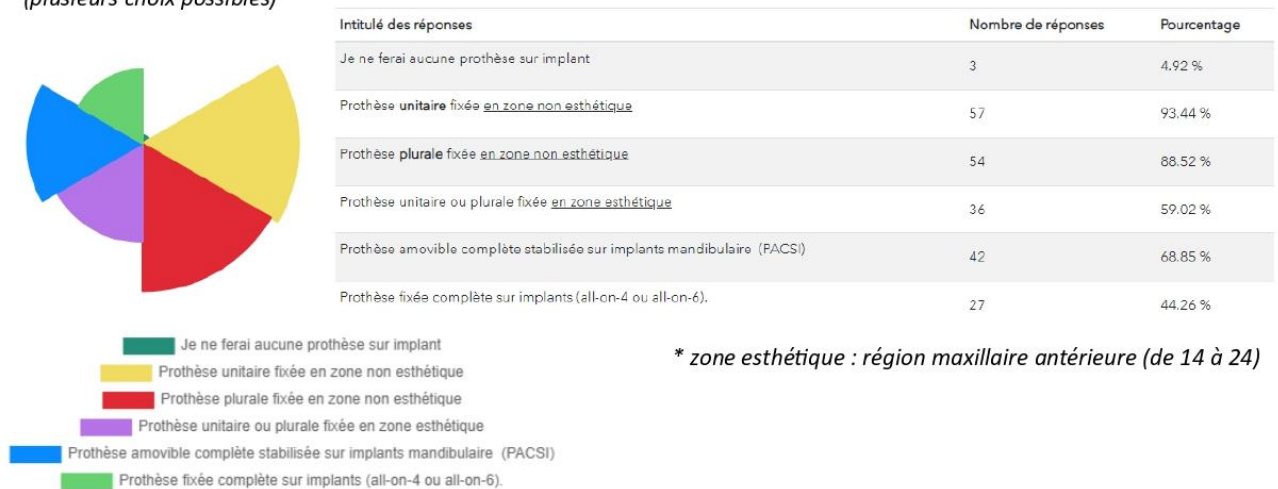 (plusieurs choix possibles)
Intitulé des réponses Nombre de réponses Pourcentage
Je ne ferai aucune prothèse sur implant 3 4.92 %
Prothèse unitaire fixée en zone non esthétique 57 93.44 %
Prothèse plurale fixée en zone non esthétique 54 88.52 %
Prothèse unitaire ou plurale fixée en zone esthétique 36 59.02 %
Prothèse amovible complète stabilisée sur implants mandibulaire (PACSI) 42 68.85 %
Prothèse fixée complète sur implants (all-on-4 ou all-on-6). 27 44.26 %
* zone esthétique : région maxillaire antérieure (de 14 à 24)
Je ne ferai aucune prothèse sur implant
Prothèse unitaire fixée en zone non esthétique
Prothèse plurale fixée en zone non esthétique
Prothèse unitaire ou plurale fixée en zone esthétique
Prothèse amovible complète stabilisée sur implants mandibulaire (PACSI)
Prothèse fixée complète sur implants (all-on-4 ou all-on-6).